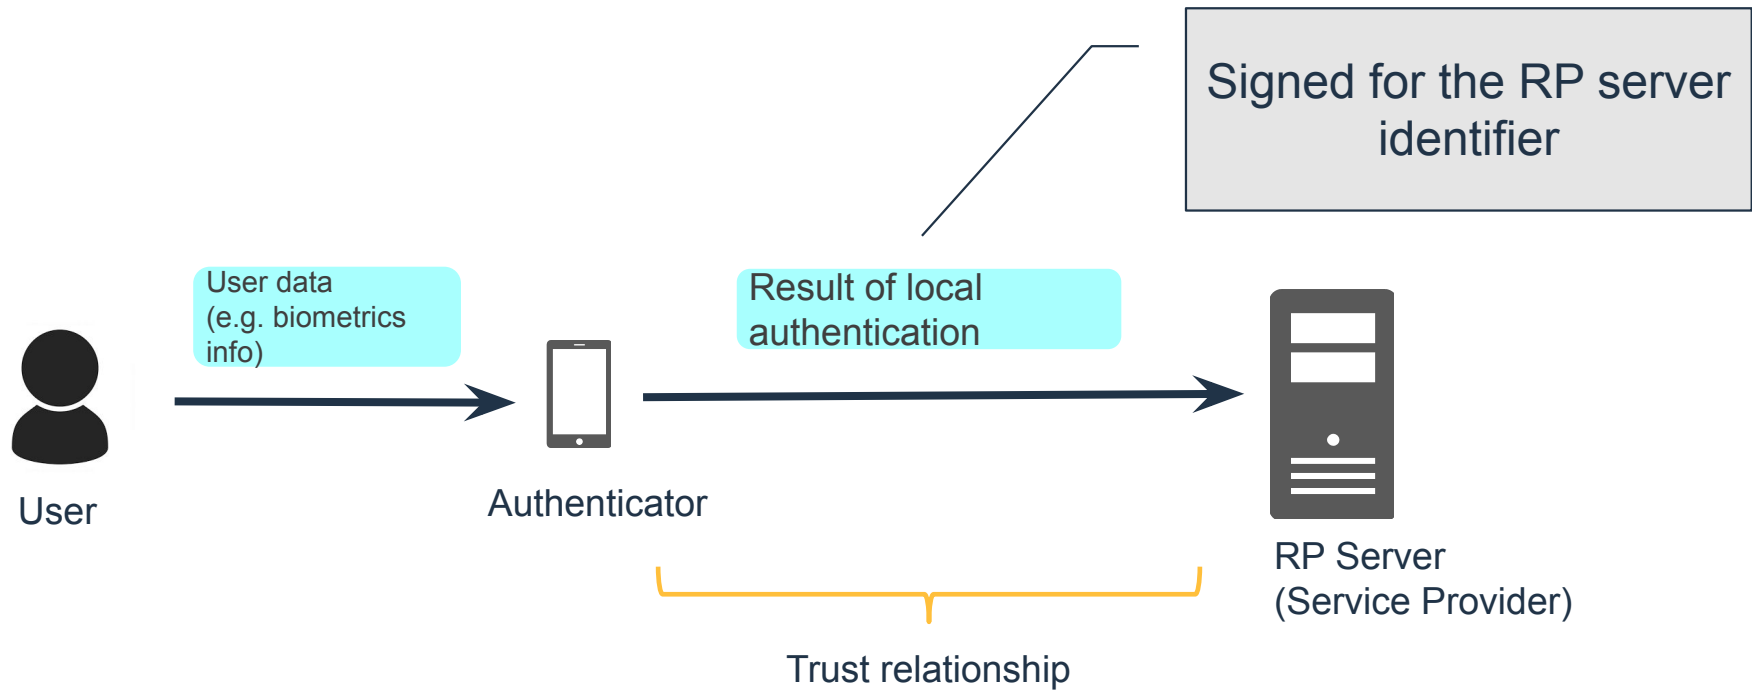 Signed for the RP server
identifier
User data
(e.g. biometrics
info)
Result of local
authentication
User
Authenticator
RP Server
(Service Provider)
Trust relationship